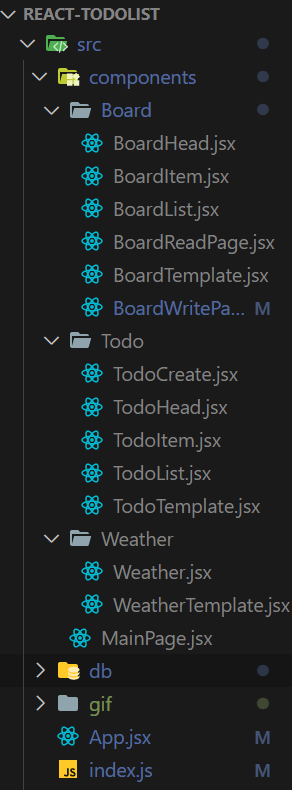 REACT-TODOLIST
src
components
Board
BoardHead.jsx
BoardItem.jsx
BoardList.jsx
BoardReadPage.jsx
BoardTemplate.jsx
BoardWritePa... M
Todo
TodoCreate.jsx
TodoHead.jsx
TodoItem.jsx
TodoList.jsx
TodoTemplate.jsx
Weather
Weather.jsx
WeatherTemplate.jsx
MainPage.jsx
db
gif
App.jsx M
JS index.js M